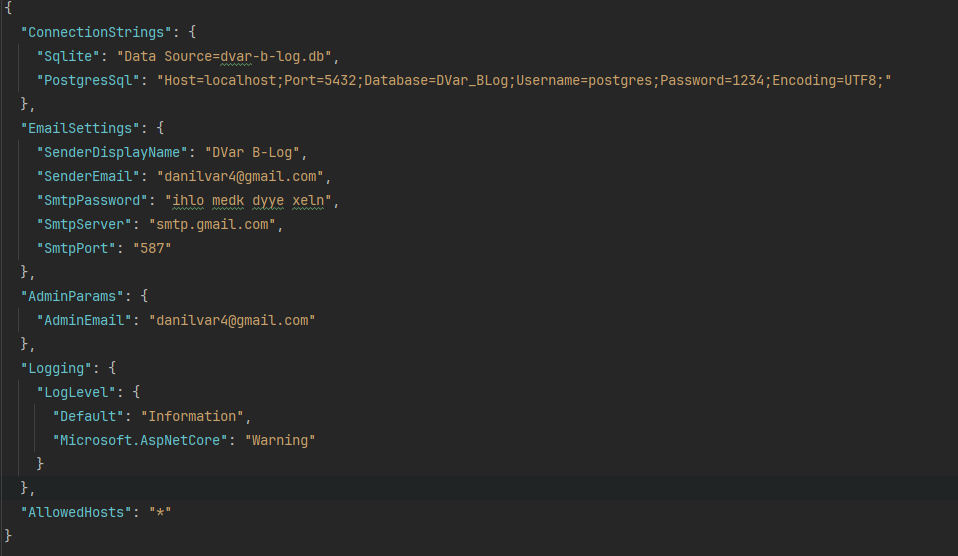 {
"ConnectionStrings": {
"Sqlite": "Data Source=dvar-b-log.db",
"PostgresSql": "Host=localhost;Port=5432;Database=DVar_BLog;Username=postgres;Password=1234;Encoding=UTF8;"
},
"EmailSettings": {
"SenderDisplayName": "DVar B-Log",
"SenderEmail": "danilvar4@gmail.com",
"SmtpPassword": "ihlo medk dyye xeln",
"SmtpServer": "smtp.gmail.com",
"SmtpPort": "587"
},
"AdminParams": {
"AdminEmail": "danilvar4@gmail.com"
},
"Logging": {
"LogLevel": {
"Default": "Information",
"Microsoft.AspNetCore": "Warning"
}
},
"AllowedHosts": "*"
}